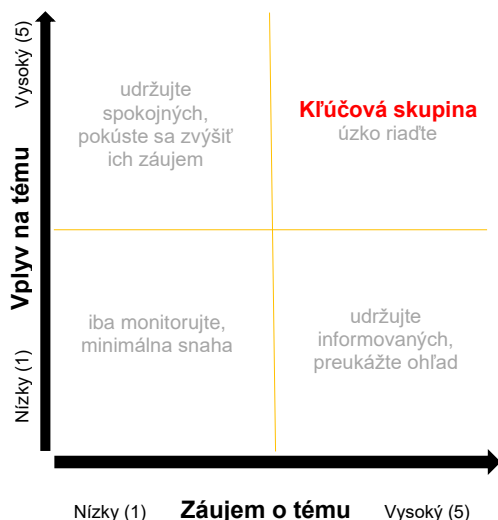 Vysoký (5)
Vplyv na tému
Nízky (1)
udržujte
spokojných,
pokúste sa zvýšiť
ich záujem
Kľúčová skupina
úzko riaďte
iba monitorujte,
minimálna snaha
udržujte
informovaných,
preukážte ohľad
Nízky (1) Záujem o tému Vysoký (5)